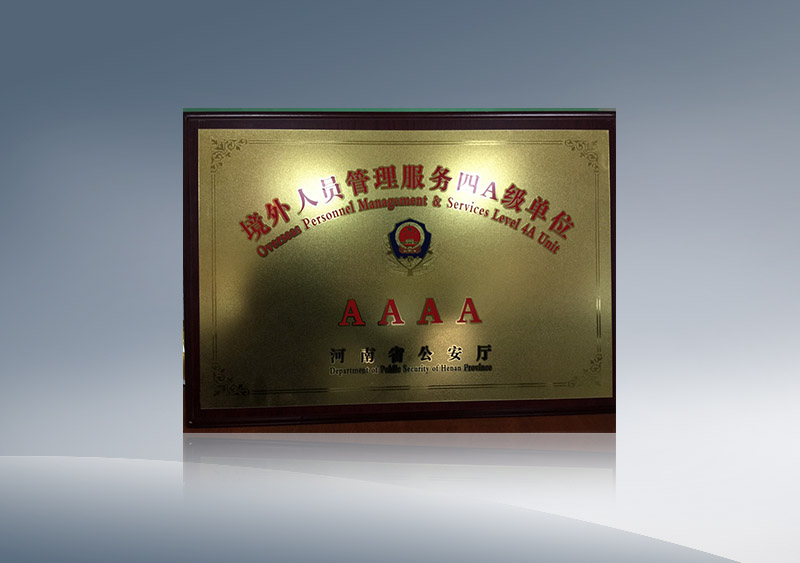 境外人员管理服务四A级单位
Overseas Personnel Management & Services Level 4A Unit
AAAA
河南省公安厅
Department of Public Security of Henan Province